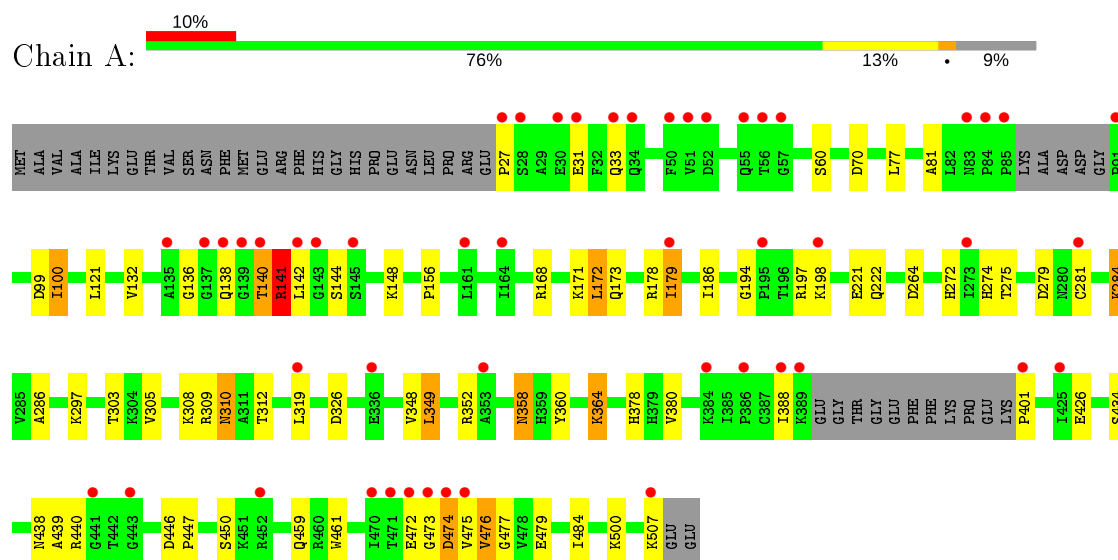 10%
Chain A:
76% 13% • 9%
MET ALA VAL ALA ILE LYS GLU THR VAL SER ASN PHE MET GLU ARG PHE HIS GLY HIS PRO GLU ASN LEU PRO ARG GLU P27 S28 A29 E30 E31 F32 Q33 Q34 F50 V51 D52 Q55 T56 G57 S60 D70 L77 A81 L82 N83 P84 P85 LYS ALA ASP ASP GLY
D99 I100 L121 V132 A135 G136 G137 Q138 G139 T140 R141 L142 G143 S144 S145 K148 P156 L161 I164 R168 K171 L172 Q173 R178 I179 I186 G194 P195 T196 R197 K198 E221 Q222 D264 H272 I273 H274 T275 D279 N280 C281 K284
V285 A286 K297 T303 K304 V305 K308 R309 N310 A311 T312 L319 D326 E336 V348 L349 R352 A353 N358 H359 Y360 K364 H378 H379 V380 K384 I385 P386 C387 I388 K389 GLU GLY THR GLY GLU PHE PHE LYS PRO GLU LYS P401 I425 E426 S434
N438 A439 R440 G441 T442 G443 D446 P447 S450 K451 R452 Q459 R460 W461 I470 T471 E472 G473 D474 V475 V476 G477 V478 E479 I484 K500 K507 GLU GLU